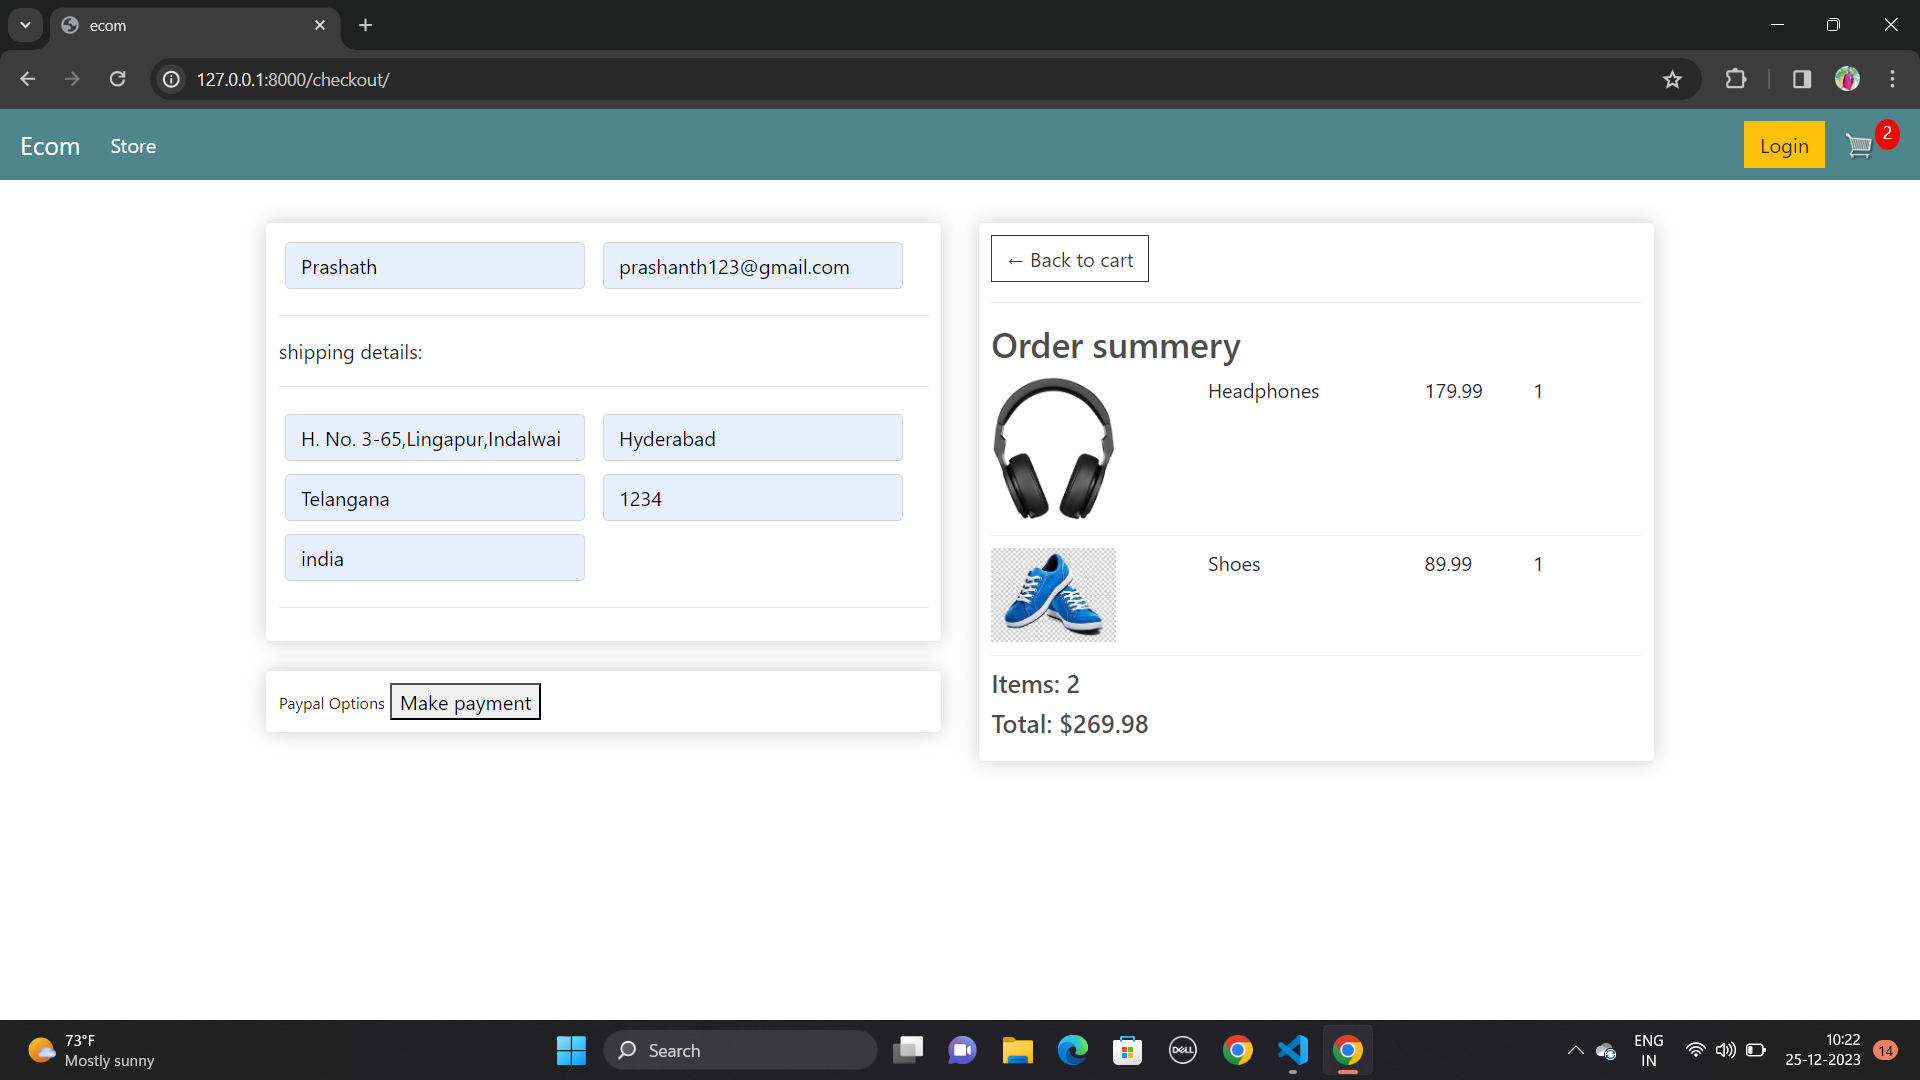 ecom
127.0.0.1:8000/checkout/
Ecom Store Login 2
Prashath prashanth123@gmail.com
shipping details:
H. No. 3-65,Lingapur,Indalwai Hyderabad
Telangana 1234
india
Paypal Options Make payment
← Back to cart
Order summery
Headphones 179.99 1
Shoes 89.99 1
Items: 2
Total: $269.98
73°F
Mostly sunny
Search
DELL
ENG
IN
10:22
25-12-2023
14